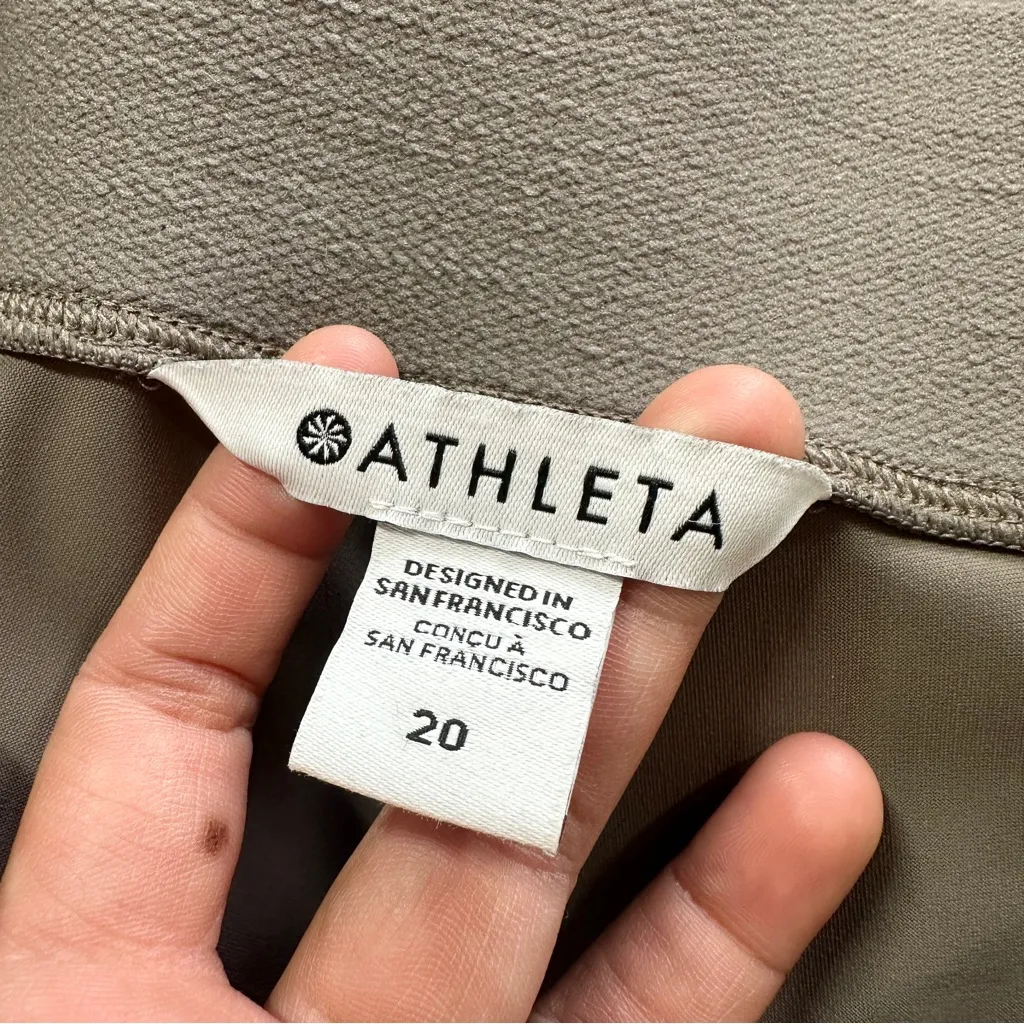 ATHLETA
DESIGNED IN
SAN FRANCISCO
CONÇU À
SAN FRANCISCO
20